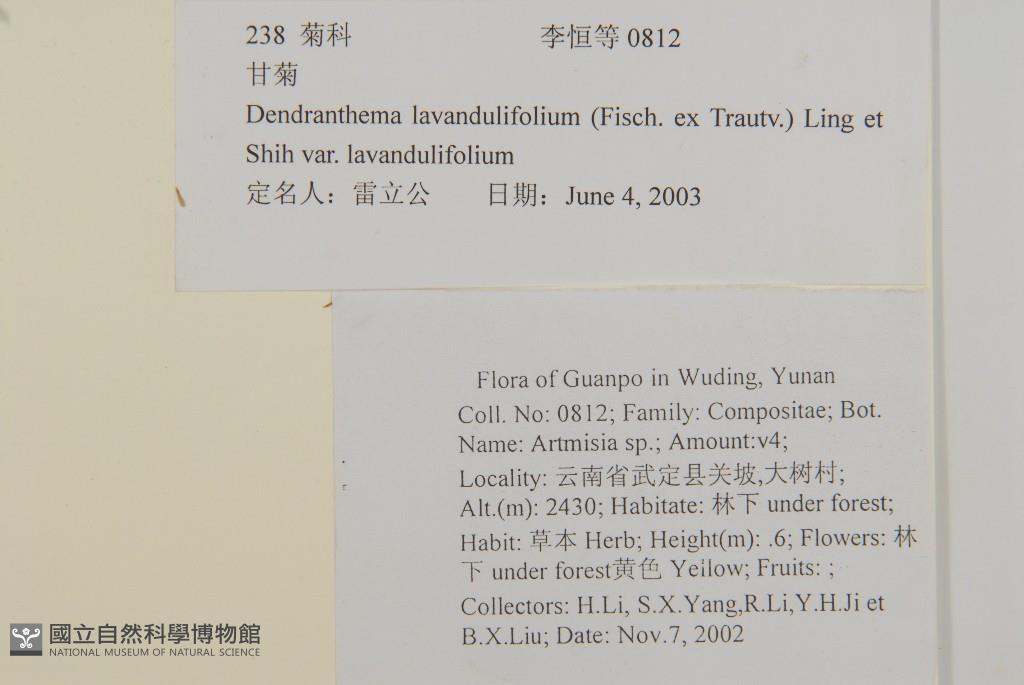 238 菊科 李恒等 0812
甘菊
Dendranthema lavandulifolium (Fisch. ex Trautv.) Ling et
Shih var. lavandulifolium
定名人：雷立公 日期：June 4, 2003
Flora of Guanpo in Wuding, Yunan
Coll. No: 0812; Family: Compositae; Bot.
Name: Artmisia sp.; Amount:v4;
Locality: 云南省武定县关坡,大树村;
Alt.(m): 2430; Habitate: 林下 under forest;
Habit: 草本 Herb; Height(m): .6; Flowers: 林
下 under forest黄色 Yeilow; Fruits: ;
Collectors: H.Li, S.X.Yang,R.Li,Y.H.Ji et
B.X.Liu; Date: Nov.7, 2002
國立自然科學博物館
NATIONAL MUSEUM OF NATURAL SCIENCE